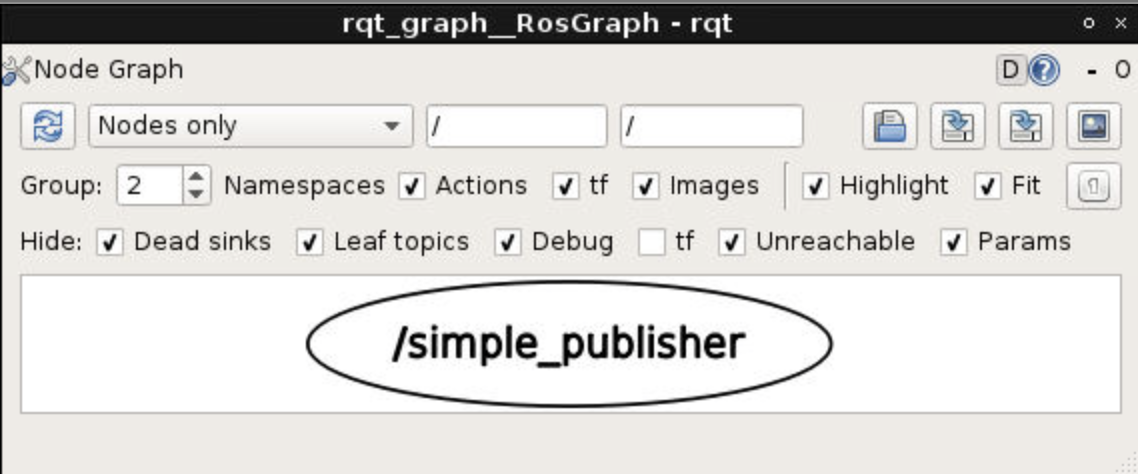 rqt_graph__RosGraph - rqt
Node Graph D ? - O
Nodes only / /
Group: 2 Namespaces Actions tf Images Highlight Fit
Hide: Dead sinks Leaf topics Debug tf Unreachable Params
/simple_publisher